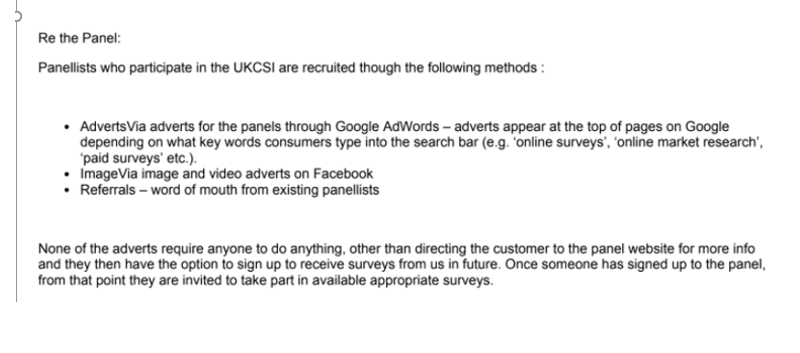 Re the Panel:
Panellists who participate in the UKCSI are recruited though the following methods :
• AdvertsVia adverts for the panels through Google AdWords – adverts appear at the top of pages on Google
depending on what key words consumers type into the search bar (e.g. 'online surveys', 'online market research',
'paid surveys' etc.).
• ImageVia image and video adverts on Facebook
• Referrals – word of mouth from existing panellists
None of the adverts require anyone to do anything, other than directing the customer to the panel website for more info
and they then have the option to sign up to receive surveys from us in future. Once someone has signed up to the panel,
from that point they are invited to take part in available appropriate surveys.